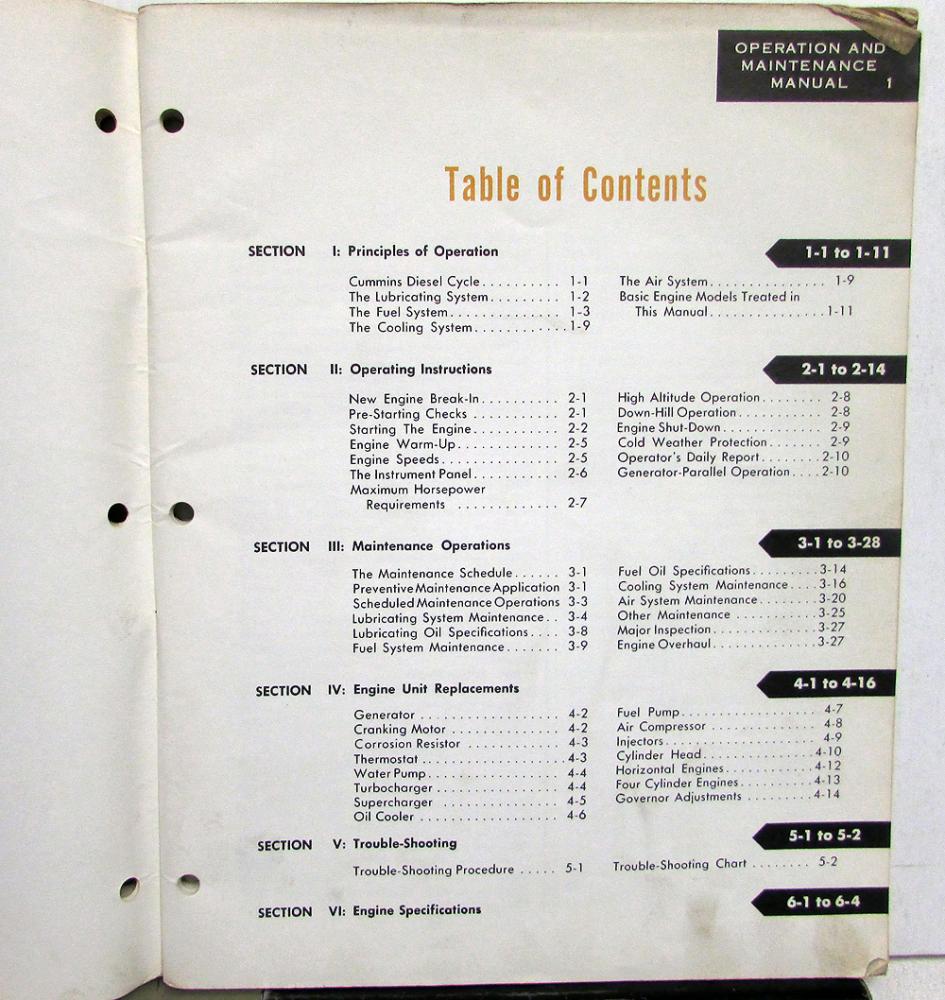 OPERATION AND
MAINTENANCE
MANUAL 1
Table of Contents
SECTION I: Principles of Operation 1-1 to 1-11
Cummins Diesel Cycle.......... 1-1
The Lubricating System......... 1-2
The Fuel System.............. 1-3
The Cooling System............ 1-9
The Air System............... 1-9
Basic Engine Models Treated in
This Manual...............1-11
SECTION II: Operating Instructions 2-1 to 2-14
New Engine Break-In.......... 2-1
Pre-Starting Checks ........... 2-1
Starting The Engine........... 2-2
Engine Warm-Up............. 2-5
Engine Speeds............... 2-5
The Instrument Panel........... 2-6
Maximum Horsepower
Requirements ............. 2-7
High Altitude Operation........ 2-8
Down-Hill Operation........... 2-8
Engine Shut-Down............. 2-9
Cold Weather Protection....... 2-9
Operator's Daily Report........ 2-10
Generator-Parallel Operation.... 2-10
SECTION III: Maintenance Operations 3-1 to 3-28
The Maintenance Schedule...... 3-1
Preventive Maintenance Application 3-1
Scheduled Maintenance Operations 3-3
Lubricating System Maintenance.. 3-4
Lubricating Oil Specifications.... 3-8
Fuel System Maintenance....... 3-9
Fuel Oil Specifications.........3-14
Cooling System Maintenance....3-16
Air System Maintenance........3-20
Other Maintenance ...........3-25
Major Inspection..............3-27
Engine Overhaul..............3-27
SECTION IV: Engine Unit Replacements 4-1 to 4-16
Generator .................. 4-2
Cranking Motor .............. 4-2
Corrosion Resistor ............ 4-3
Thermostat .................. 4-3
Water Pump................. 4-4
Turbocharger ................ 4-4
Supercharger ................ 4-5
Oil Cooler .................. 4-6
Fuel Pump.................. 4-7
Air Compressor .............. 4-8
Injectors.................... 4-9
Cylinder Head...............4-10
Horizontal Engines............4-12
Four Cylinder Engines..........4-13
Governor Adjustments .........4-14
SECTION V: Trouble-Shooting 5-1 to 5-2
Trouble-Shooting Procedure ..... 5-1
Trouble-Shooting Chart ........ 5-2
SECTION VI: Engine Specifications 6-1 to 6-4